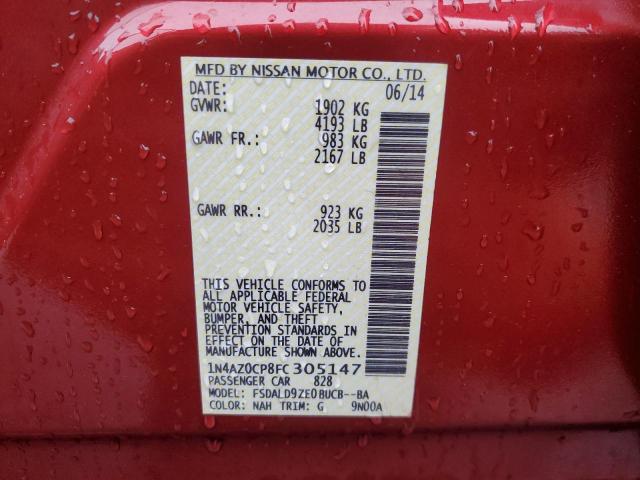 MFD BY NISSAN MOTOR CO., LTD.
DATE: 06/14
GVWR: 1902 KG
4193 LB
GAWR FR.: 983 KG
2167 LB
GAWR RR.: 923 KG
2035 LB
THIS VEHICLE CONFORMS TO
ALL APPLICABLE FEDERAL
MOTOR VEHICLE SAFETY,
BUMPER, AND THEFT
PREVENTION STANDARDS IN
EFFECT ON THE DATE OF
MANUFACTURE SHOWN ABOVE.
1N4AZ0CP8FC305147
PASSENGER CAR 828
MODEL: FSDALD9ZE0BUCB--BA
COLOR: NAH TRIM: G 9N00A